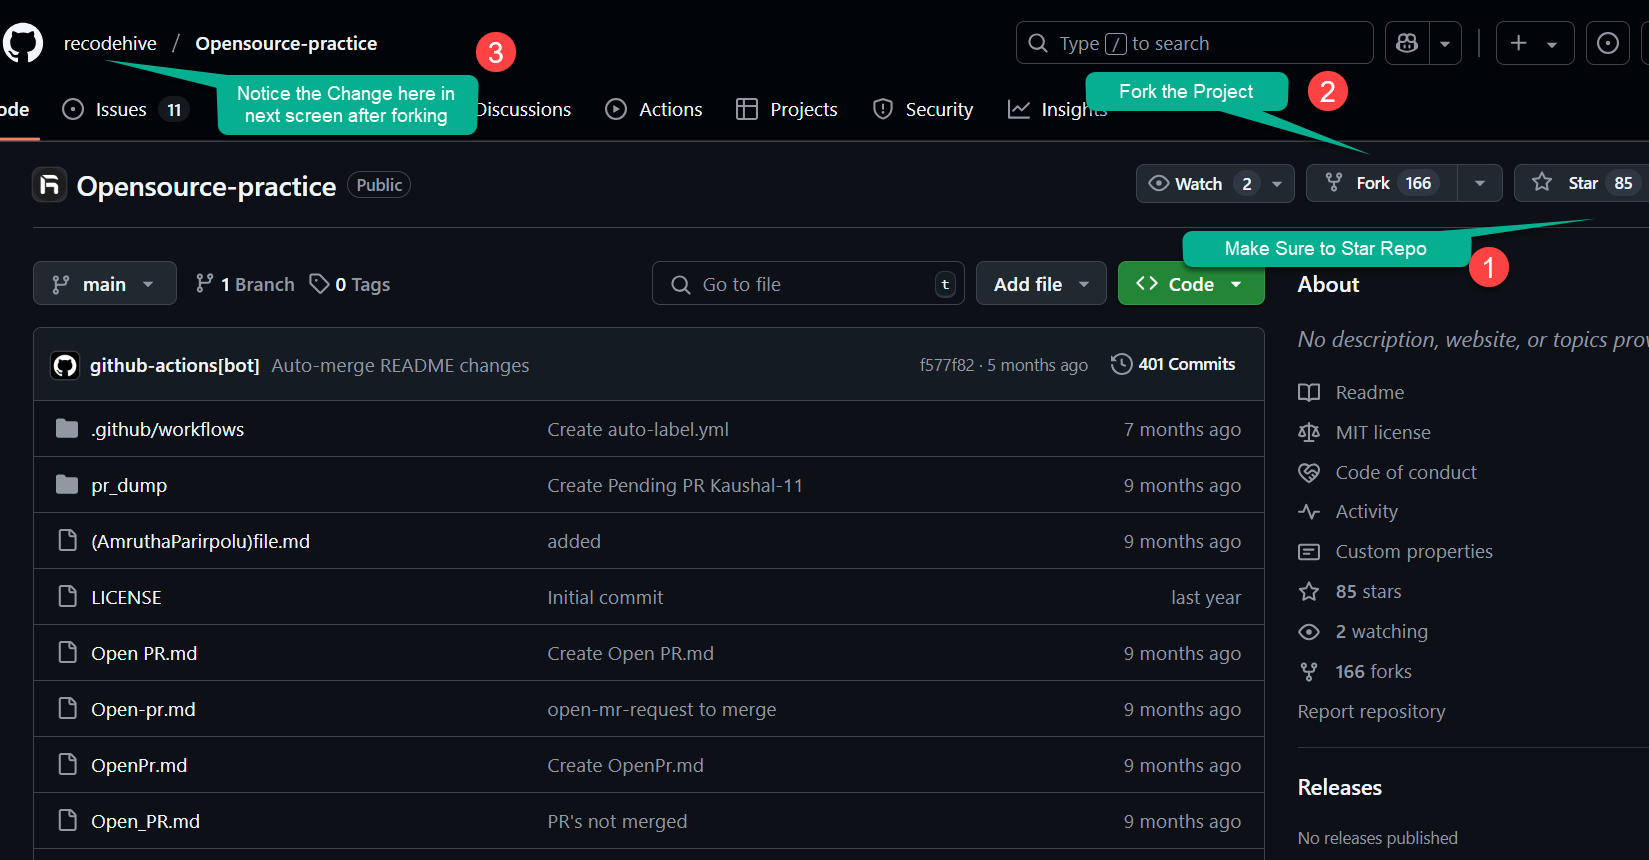 recodehive / Opensource-practice
3
Type / to search
Notice the Change here in
next screen after forking
Fork the Project
2
ode
Issues 11
Discussions
Actions
Projects
Security
Insights
Opensource-practice Public
Watch 2
Fork 166
Star 85
Make Sure to Star Repo
1
main
1 Branch
0 Tags
Go to file t
Add file
Code
About
No description, website, or topics prov
github-actions[bot] Auto-merge README changes f577f82 · 5 months ago 401 Commits
.github/workflows Create auto-label.yml 7 months ago
pr_dump Create Pending PR Kaushal-11 9 months ago
(AmruthaParirpolu)file.md added 9 months ago
LICENSE Initial commit last year
Open PR.md Create Open PR.md 9 months ago
Open-pr.md open-mr-request to merge 9 months ago
OpenPr.md Create OpenPr.md 9 months ago
Open_PR.md PR's not merged 9 months ago
Readme
MIT license
Code of conduct
Activity
Custom properties
85 stars
2 watching
166 forks
Report repository
Releases
No releases published